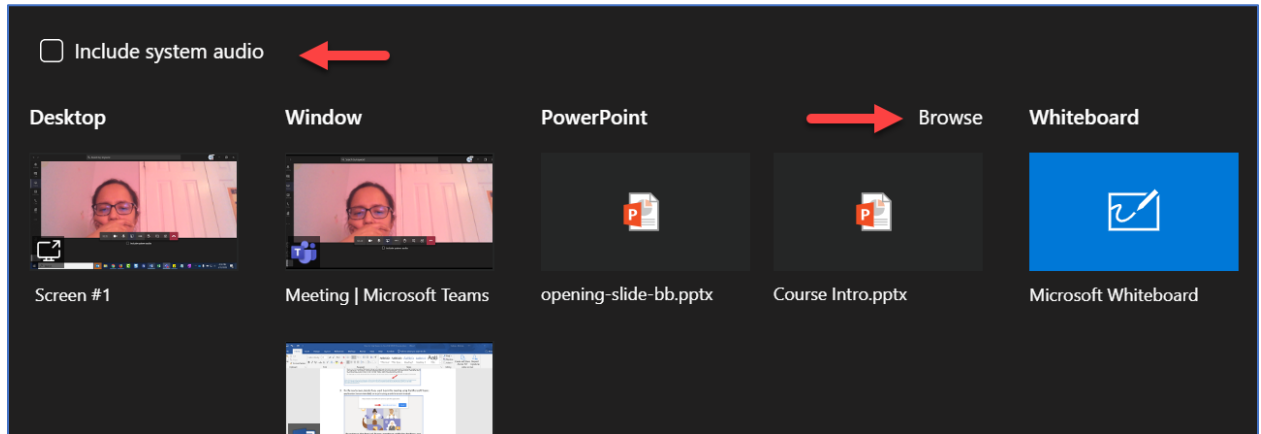 Include system audio
Desktop
Window
PowerPoint
Browse
Whiteboard
Screen #1
Meeting | Microsoft Teams
opening-slide-bb.pptx
Course Intro.pptx
Microsoft Whiteboard